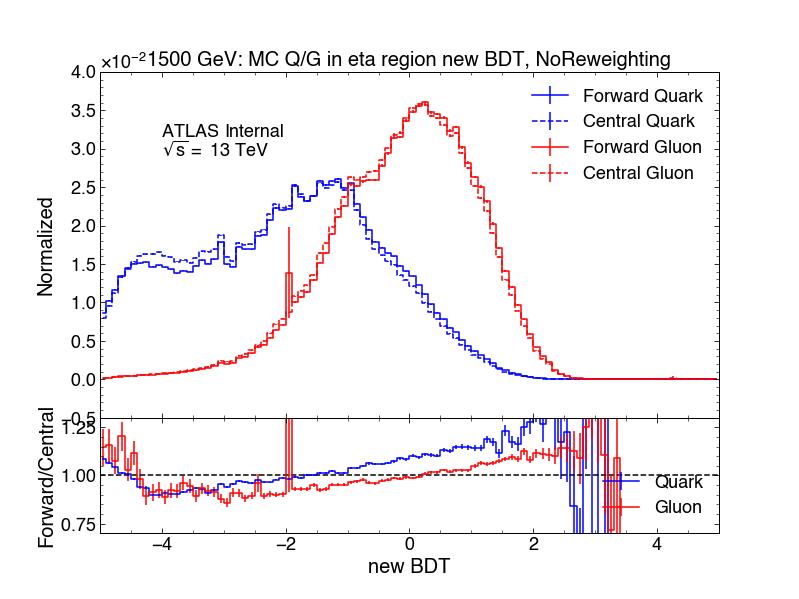 ×10⁻²1500 GeV: MC Q/G in eta region new BDT, NoReweighting
4.0
3.5
3.0
2.5
2.0
1.5
1.0
0.5
0.0
0.5
Normalized
ATLAS Internal
√s = 13 TeV
Forward Quark
Central Quark
Forward Gluon
Central Gluon
1.25
1.00
0.75
Forward/Central
Quark
Gluon
−4 −2 0 2 4
new BDT